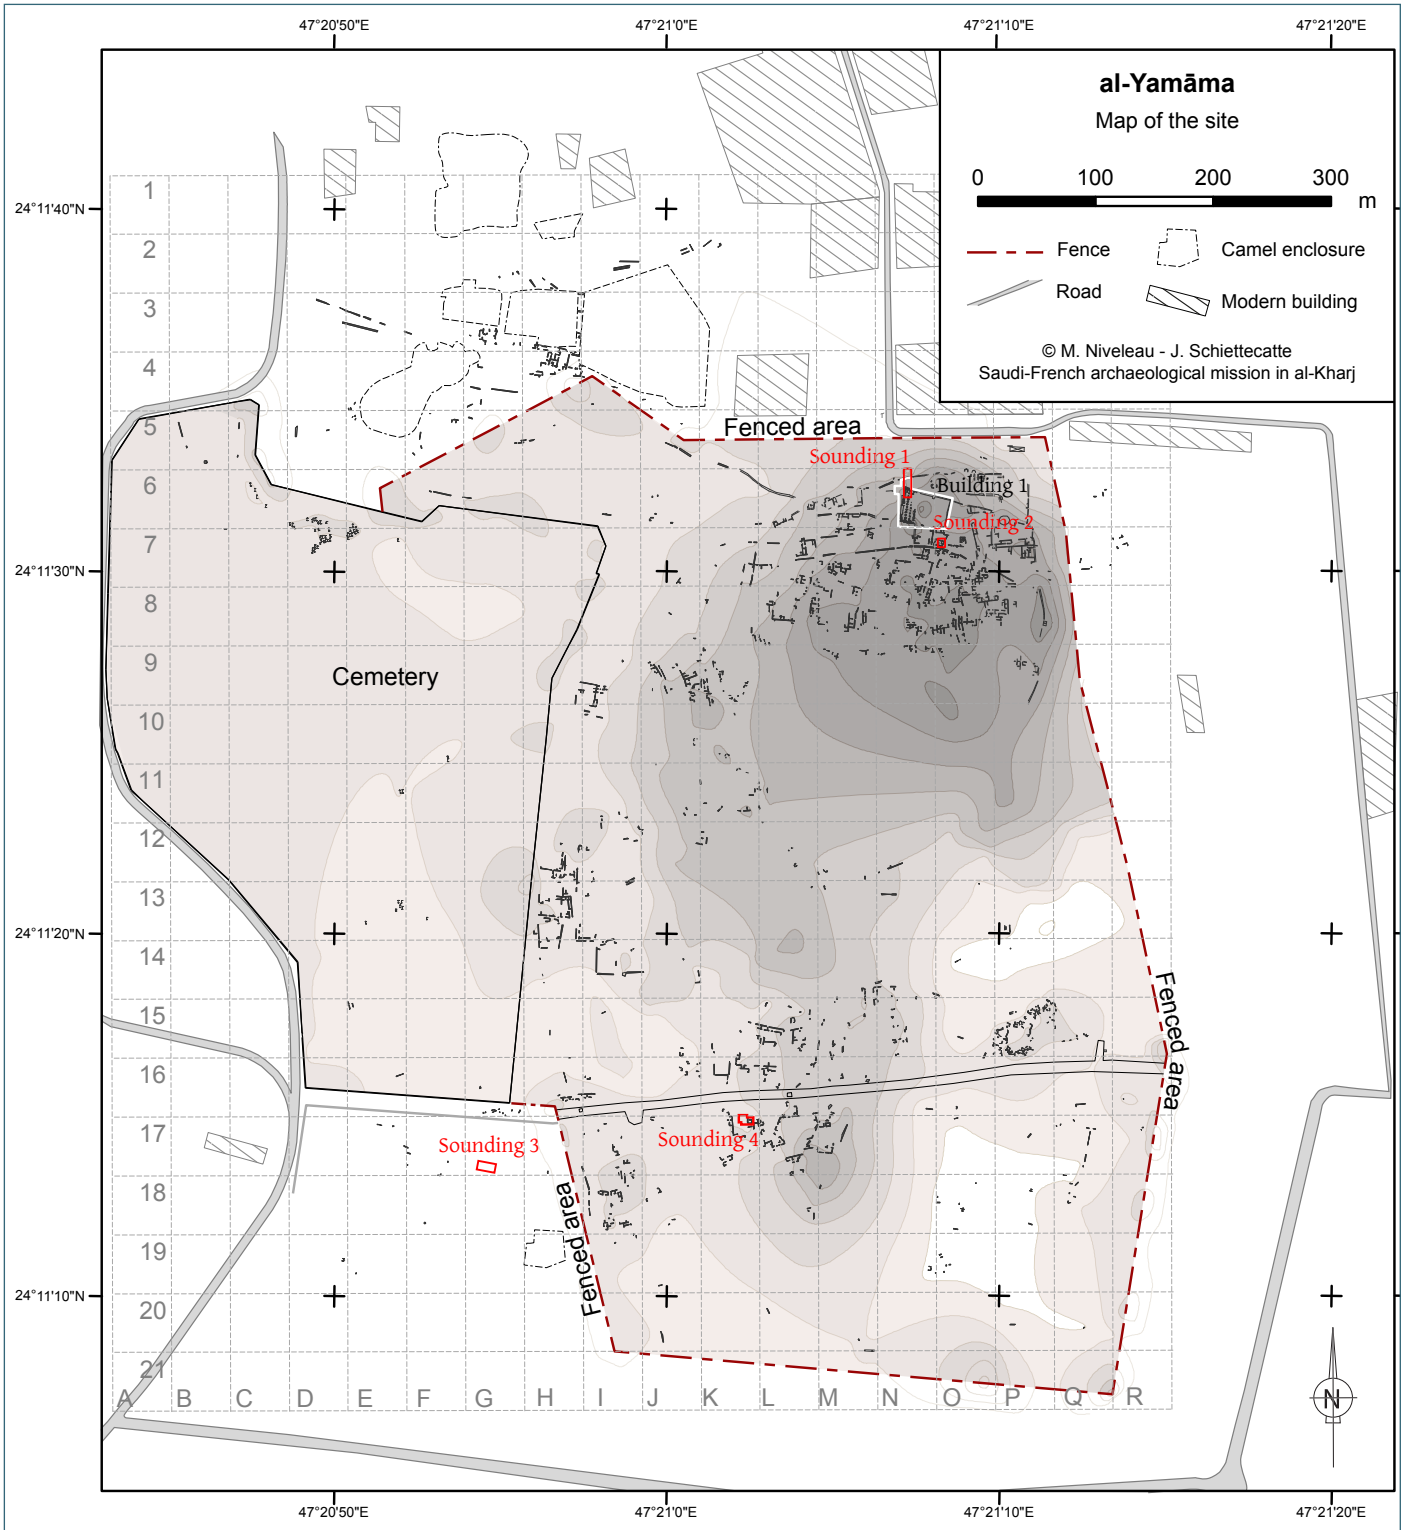 47°20'50"E
47°21'0"E
47°21'10"E
47°21'20"E
al-Yamāma
Map of the site
0 100 200 300 m
Fence
Camel enclosure
Road
Modern building
© M. Niveleau - J. Schiettecatte
Saudi-French archaeological mission in al-Kharj
24°11'40"N
24°11'30"N
24°11'20"N
24°11'10"N
1
2
3
4
5
6
7
8
9
10
11
12
13
14
15
16
17
18
19
20
21
Fenced area
Sounding 1
Building 1
Sounding 2
Cemetery
Fenced area
Sounding 3
Sounding 4
Fenced area
A B C D E F G H I J K L M N O P Q R
N
47°20'50"E
47°21'0"E
47°21'10"E
47°21'20"E